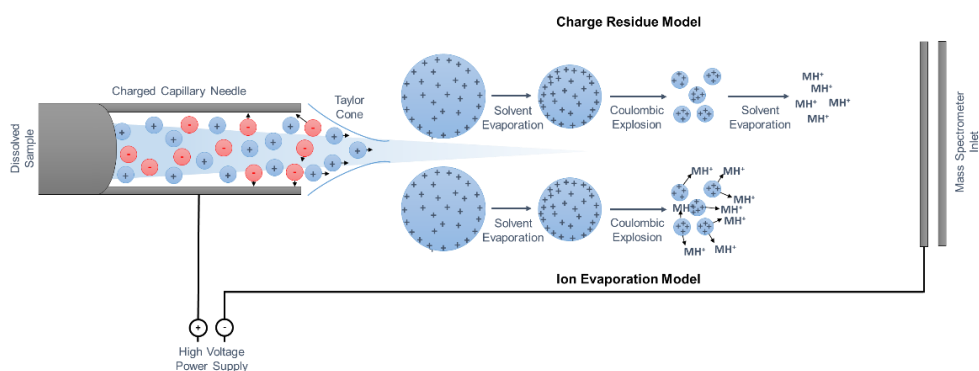 Charge Residue Model
Dissolved
Sample
Charged Capillary Needle
Taylor
Cone
Solvent
Evaporation
Coulombic
Explosion
Solvent
Evaporation
MH⁺
MH⁺
MH⁺ MH⁺
MH⁺
Solvent
Evaporation
Coulombic
Explosion
MH⁺ MH⁺
MH⁺
MH⁺ MH⁺
MH⁺
MH⁺ MH⁺
Ion Evaporation Model
Mass Spectrometer
Inlet
+ -
High Voltage
Power Supply